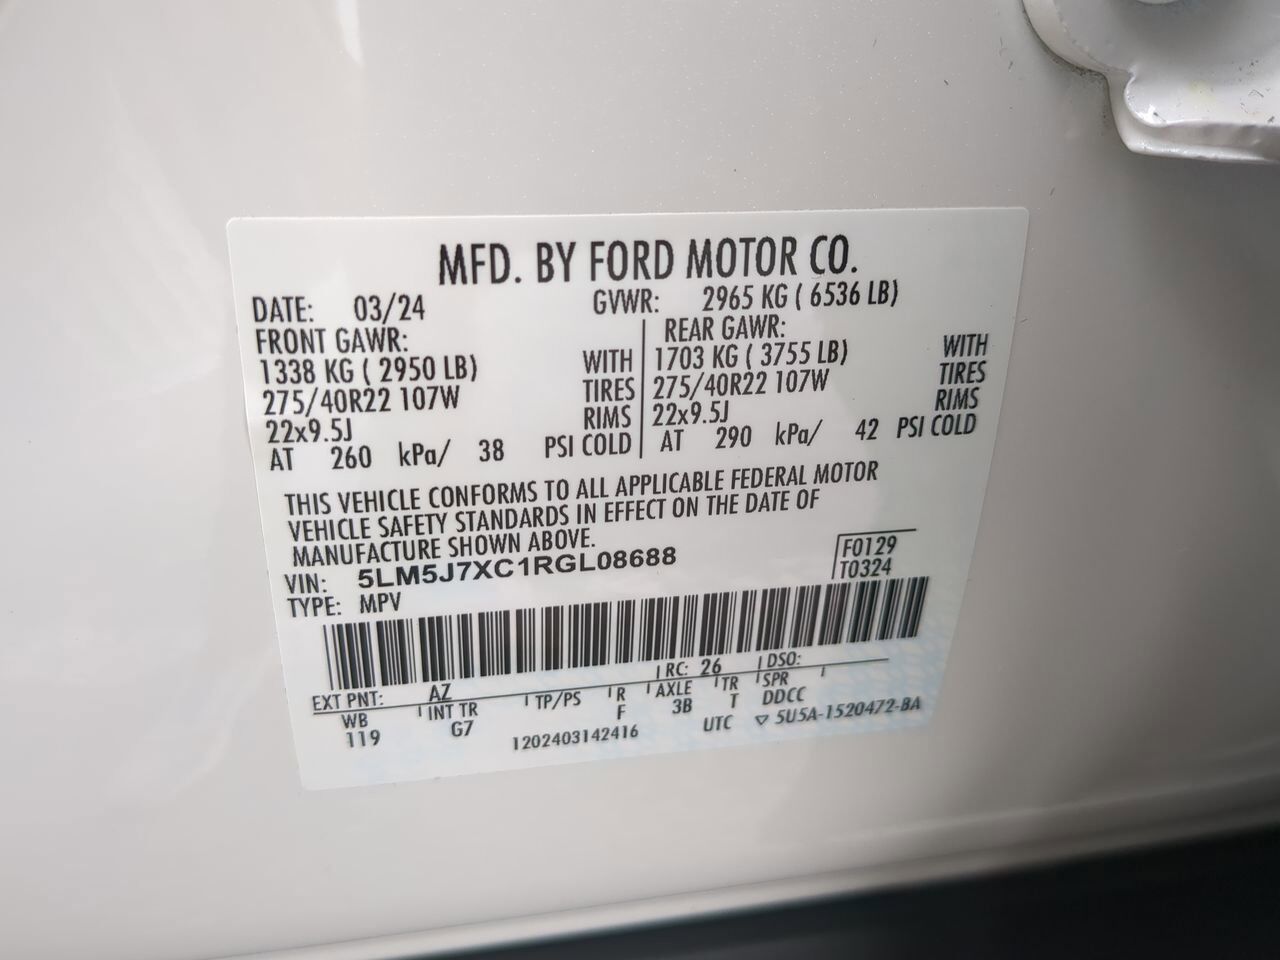 MFD. BY FORD MOTOR CO.
DATE: 03/24 GVWR: 2965 KG ( 6536 LB)
FRONT GAWR: REAR GAWR:
1338 KG ( 2950 LB) WITH 1703 KG ( 3755 LB) WITH
275/40R22 107W TIRES 275/40R22 107W TIRES
22x9.5J RIMS 22x9.5J RIMS
AT 260 kPa/ 38 PSI COLD AT 290 kPa/ 42 PSI COLD
THIS VEHICLE CONFORMS TO ALL APPLICABLE FEDERAL MOTOR
VEHICLE SAFETY STANDARDS IN EFFECT ON THE DATE OF
MANUFACTURE SHOWN ABOVE.
VIN: 5LM5J7XC1RGL08688 F0129
TYPE: MPV T0324
EXT PNT: AZ RC: 26 DSO:
WB INT TR TP/PS R AXLE TR SPR
119 G7 F 3B T DDCC
1202403142416 UTC ▽ 5U5A-1520472-BA